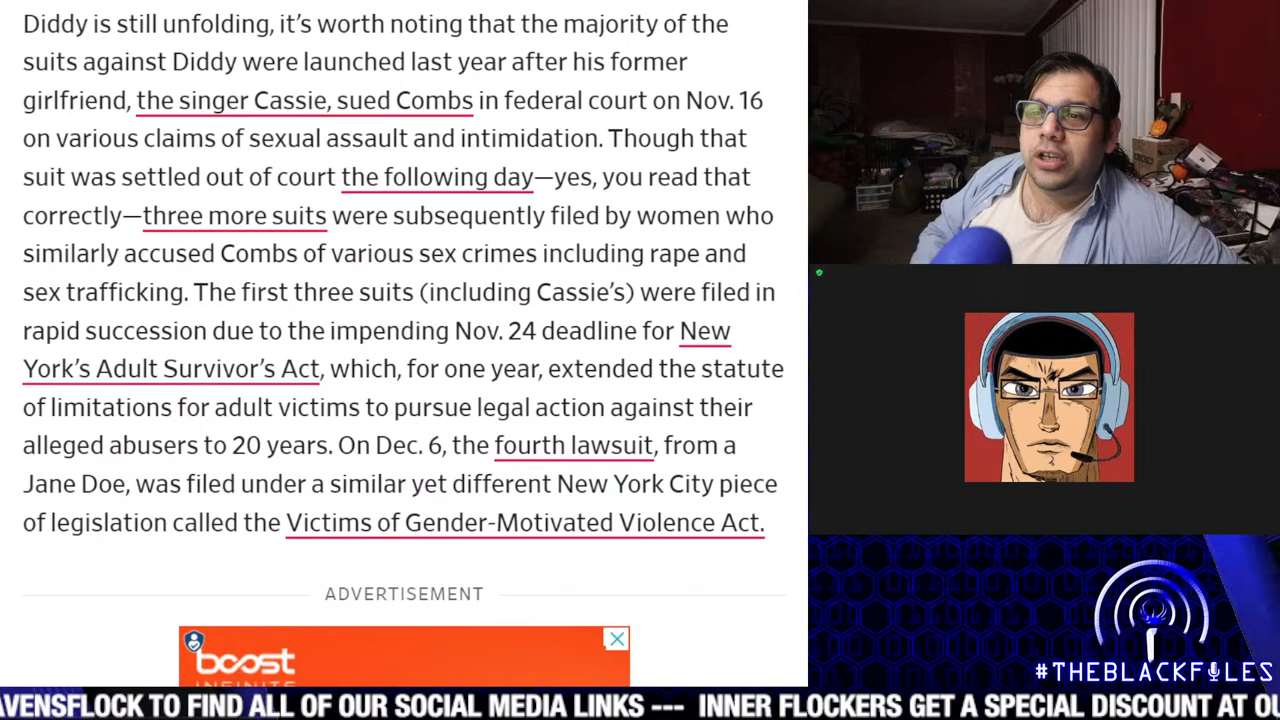 Diddy is still unfolding, it’s worth noting that the majority of the
suits against Diddy were launched last year after his former
girlfriend, the singer Cassie, sued Combs in federal court on Nov. 16
on various claims of sexual assault and intimidation. Though that
suit was settled out of court the following day—yes, you read that
correctly—three more suits were subsequently filed by women who
similarly accused Combs of various sex crimes including rape and
sex trafficking. The first three suits (including Cassie’s) were filed in
rapid succession due to the impending Nov. 24 deadline for New
York’s Adult Survivor’s Act, which, for one year, extended the statute
of limitations for adult victims to pursue legal action against their
alleged abusers to 20 years. On Dec. 6, the fourth lawsuit, from a
Jane Doe, was filed under a similar yet different New York City piece
of legislation called the Victims of Gender-Motivated Violence Act.
ADVERTISEMENT
boost
INFINITE
#THEBLACKFILES
AVENSFLOCK TO FIND ALL OF OUR SOCIAL MEDIA LINKS --- INNER FLOCKERS GET A SPECIAL DISCOUNT AT OU